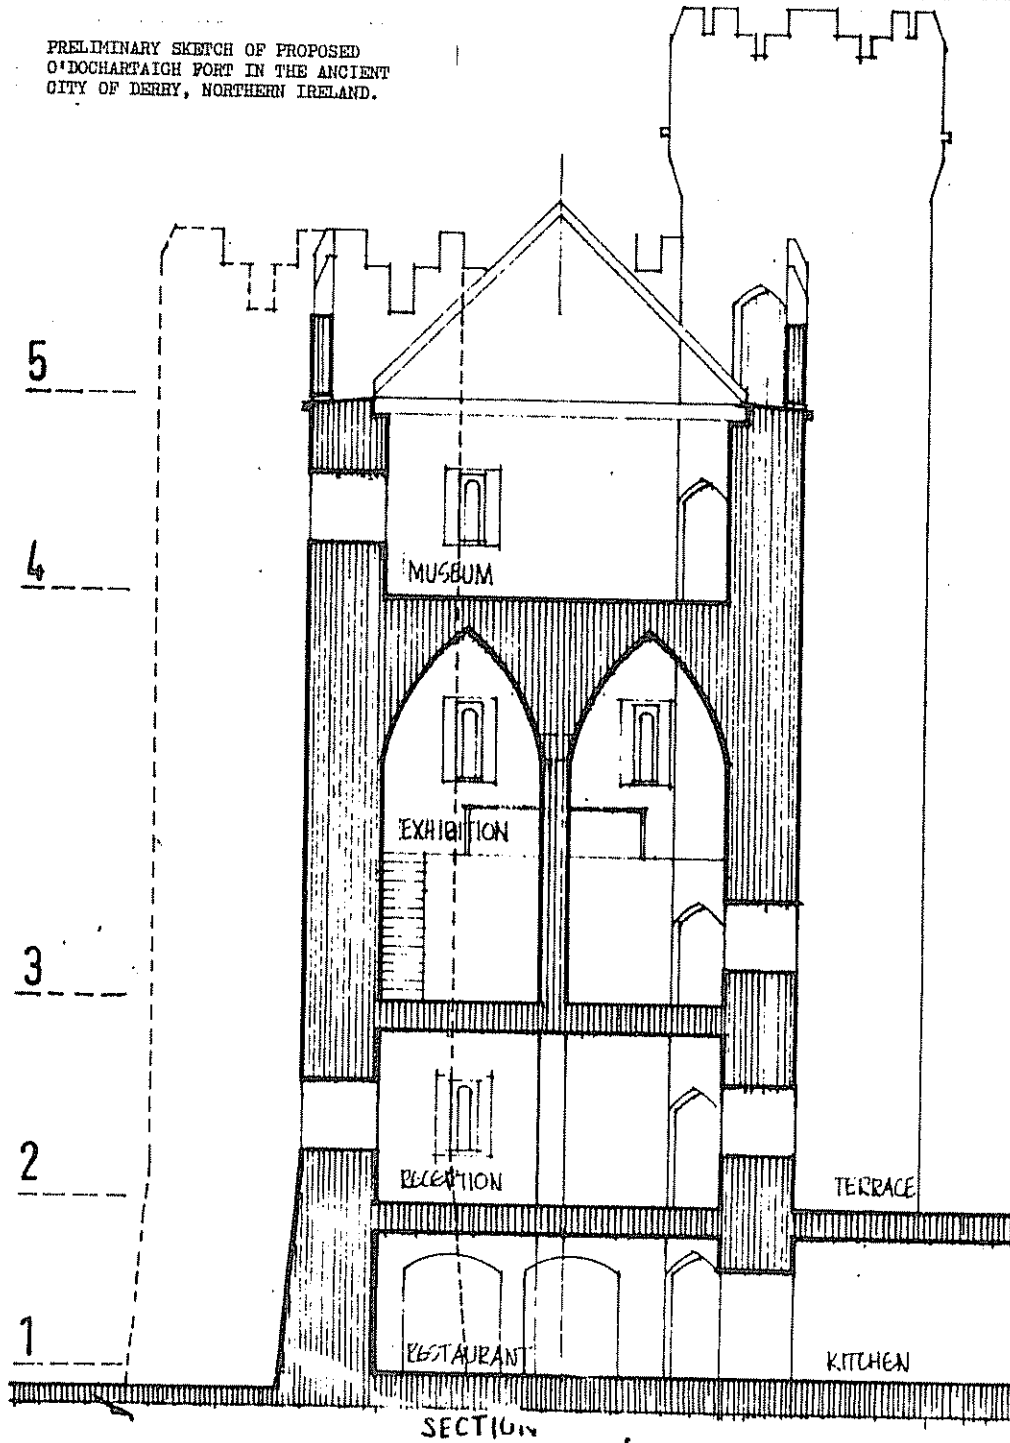 PRELIMINARY SKETCH OF PROPOSED
O'DOCHARTAIGH FORT IN THE ANCIENT
CITY OF DERRY, NORTHERN IRELAND.
5
4
MUSEUM
EXHIBITION
3
2
RECEPTION
TERRACE
1
RESTAURANT
KITCHEN
SECTION